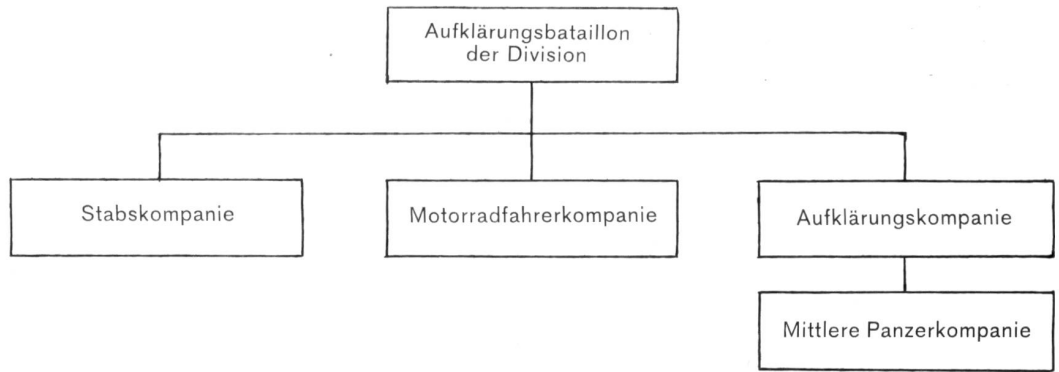 Aufklärungsbataillon
der Division
Stabskompanie
Motorradfahrerkompanie
Aufklärungskompanie
Mittlere Panzerkompanie